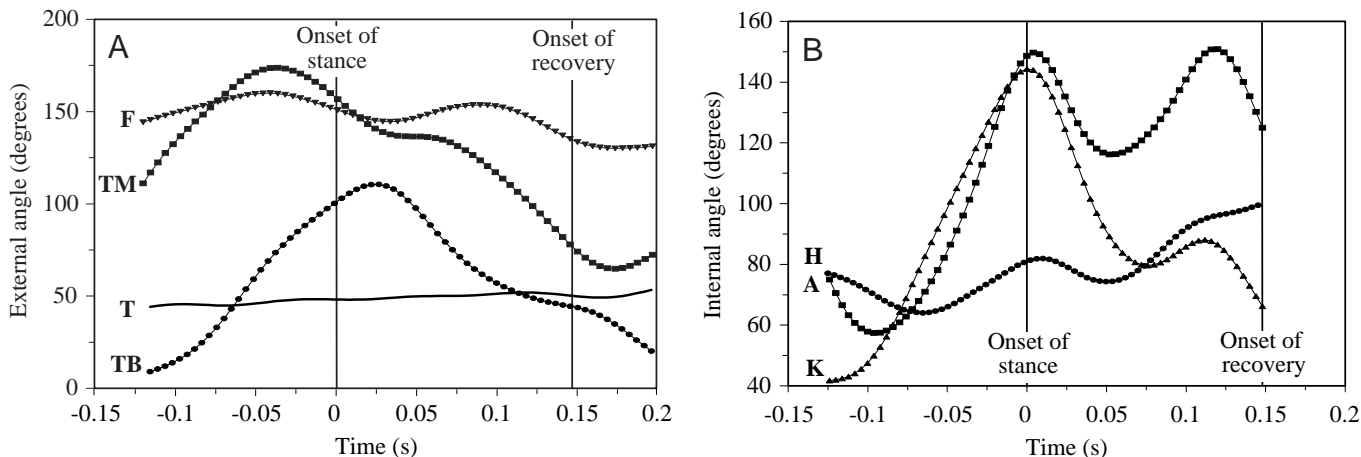 A
200
150
100
50
0
External angle (degrees)
F
TM
T
TB
Onset of
stance
Onset of
recovery
-0.15 -0.1 -0.05 0 0.05 0.1 0.15 0.2
Time (s)
B
160
140
120
100
80
60
40
Internal angle (degrees)
H
A
K
Onset of
stance
Onset of
recovery
-0.15 -0.1 -0.05 0 0.05 0.1 0.15 0.2
Time (s)